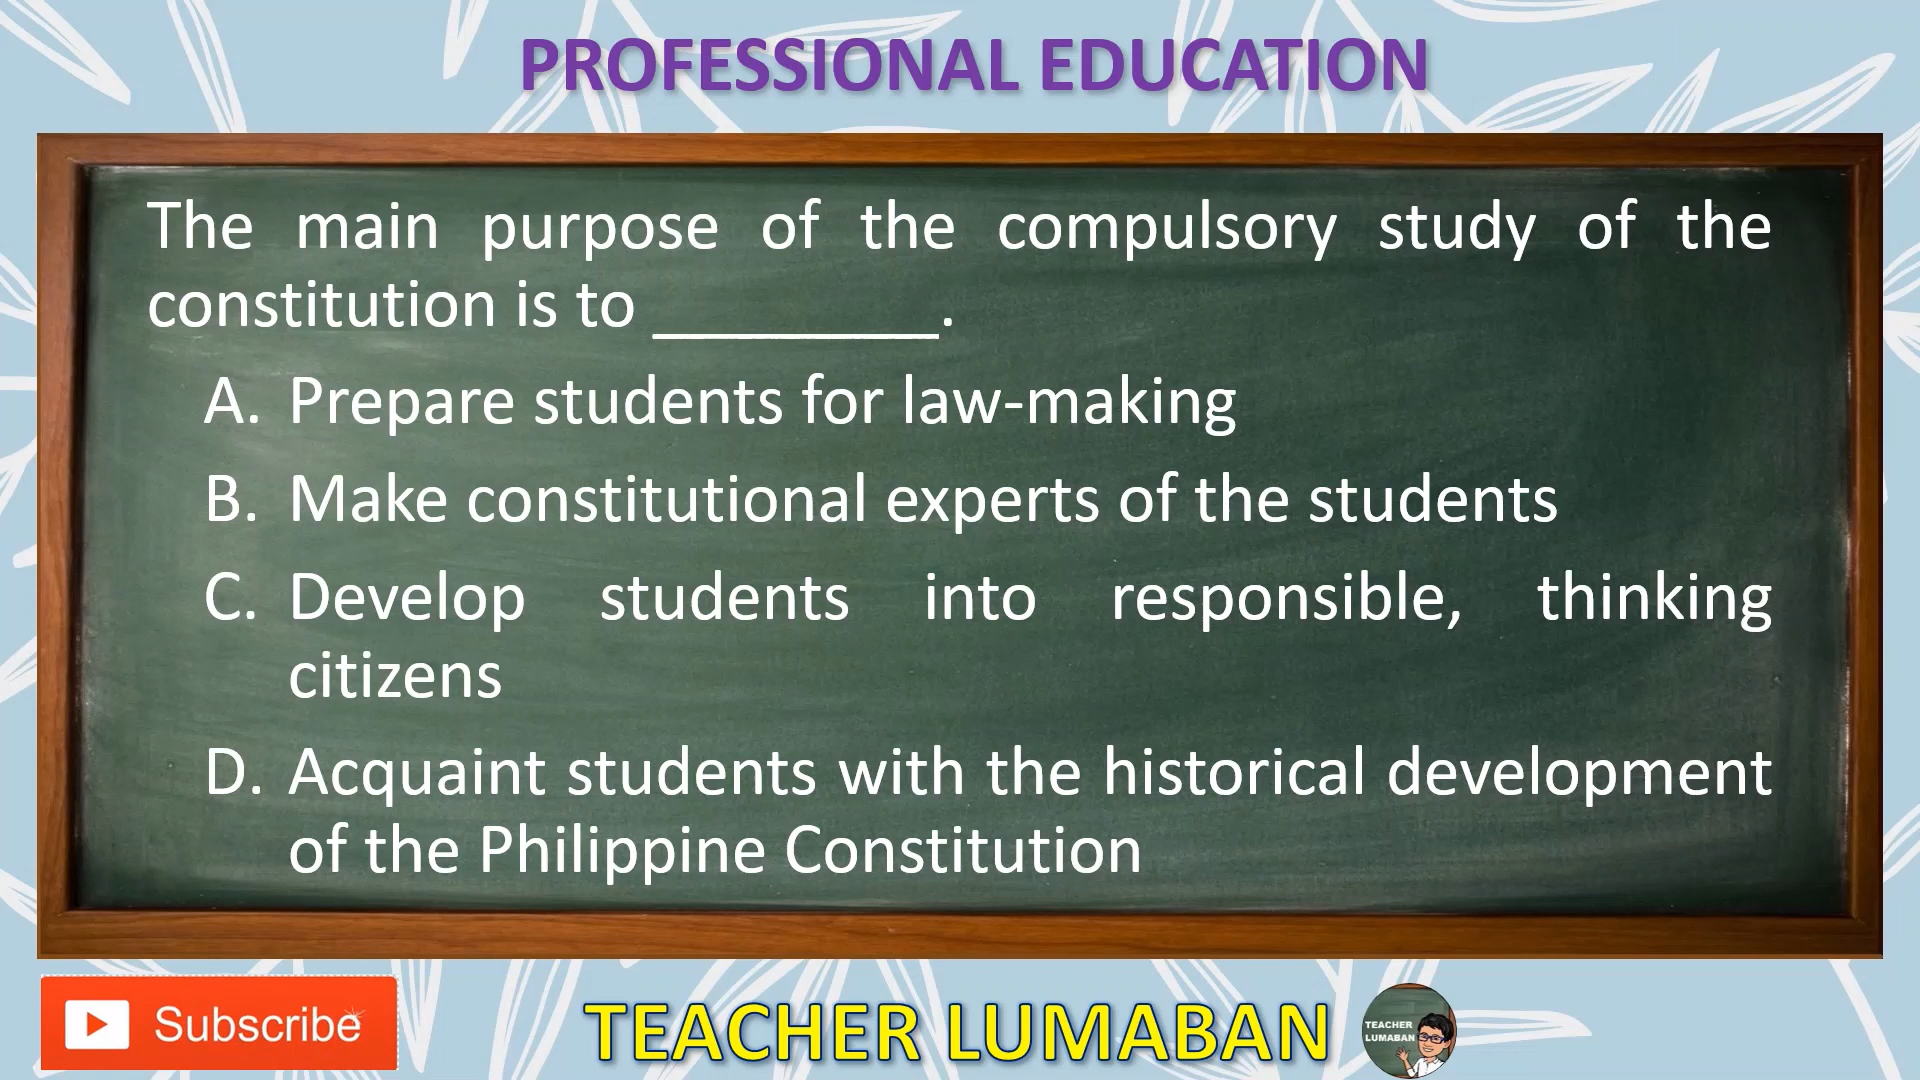 PROFESSIONAL EDUCATION
The main purpose of the compulsory study of the
constitution is to _________.
A. Prepare students for law-making
B. Make constitutional experts of the students
C. Develop students into responsible, thinking
citizens
D. Acquaint students with the historical development
of the Philippine Constitution
Subscribe
TEACHER LUMABAN
TEACHER
LUMABAN